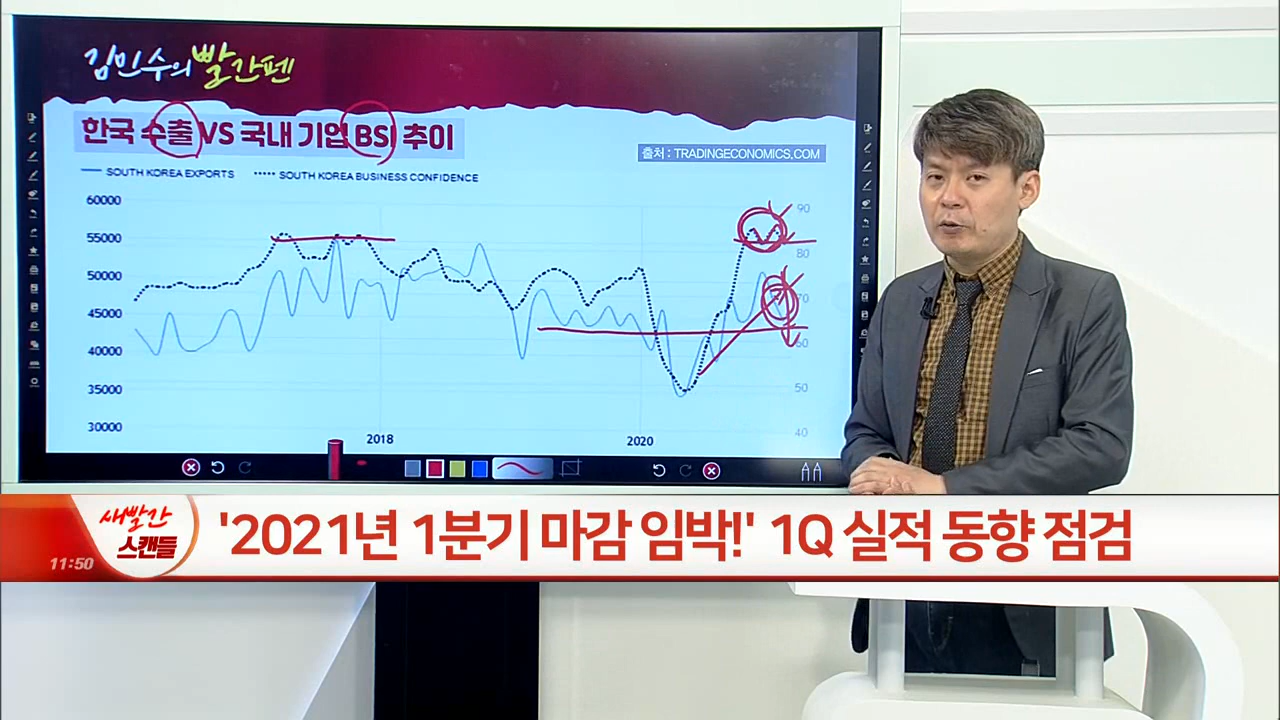 김민수의 빨간펜
한국 수출 VS 국내 기업 BSI 추이
출처 : TRADINGECONOMICS.COM
SOUTH KOREA EXPORTS
SOUTH KOREA BUSINESS CONFIDENCE
60000
55000
50000
45000
40000
35000
30000
90
80
70
60
50
40
2018
2020
새빨간
스캔들
11:50
'2021년 1분기 마감 임박!' 1Q 실적 동향 점검